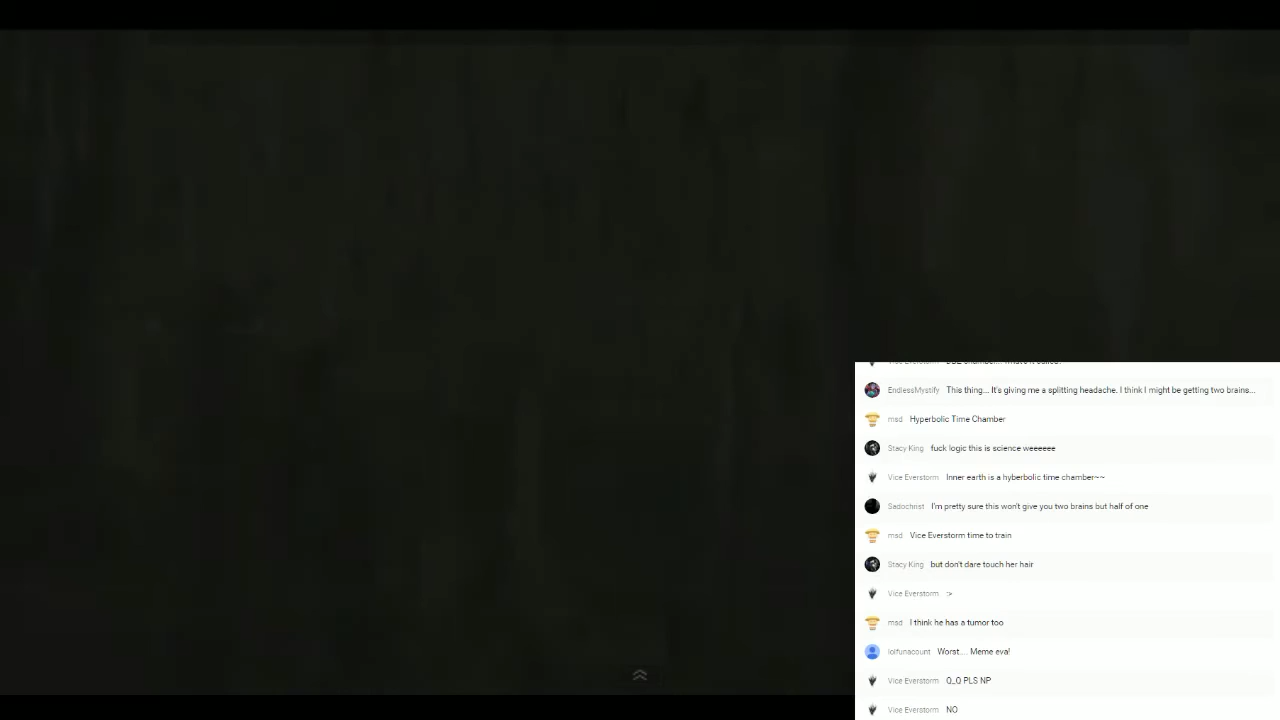 EndlessMystify This thing... It's giving me a splitting headache. I think I might be getting two brains...
msd Hyperbolic Time Chamber
Stacy King fuck logic this is science weeeeee
Vice Everstorm Inner earth is a hyberbolic time chamber~~
Sadochrist I'm pretty sure this won't give you two brains but half of one
msd Vice Everstorm time to train
Stacy King but don't dare touch her hair
Vice Everstorm :>
msd I think he has a tumor too
lolfunacount Worst.... Meme eva!
Vice Everstorm Q_Q PLS NP
Vice Everstorm NO